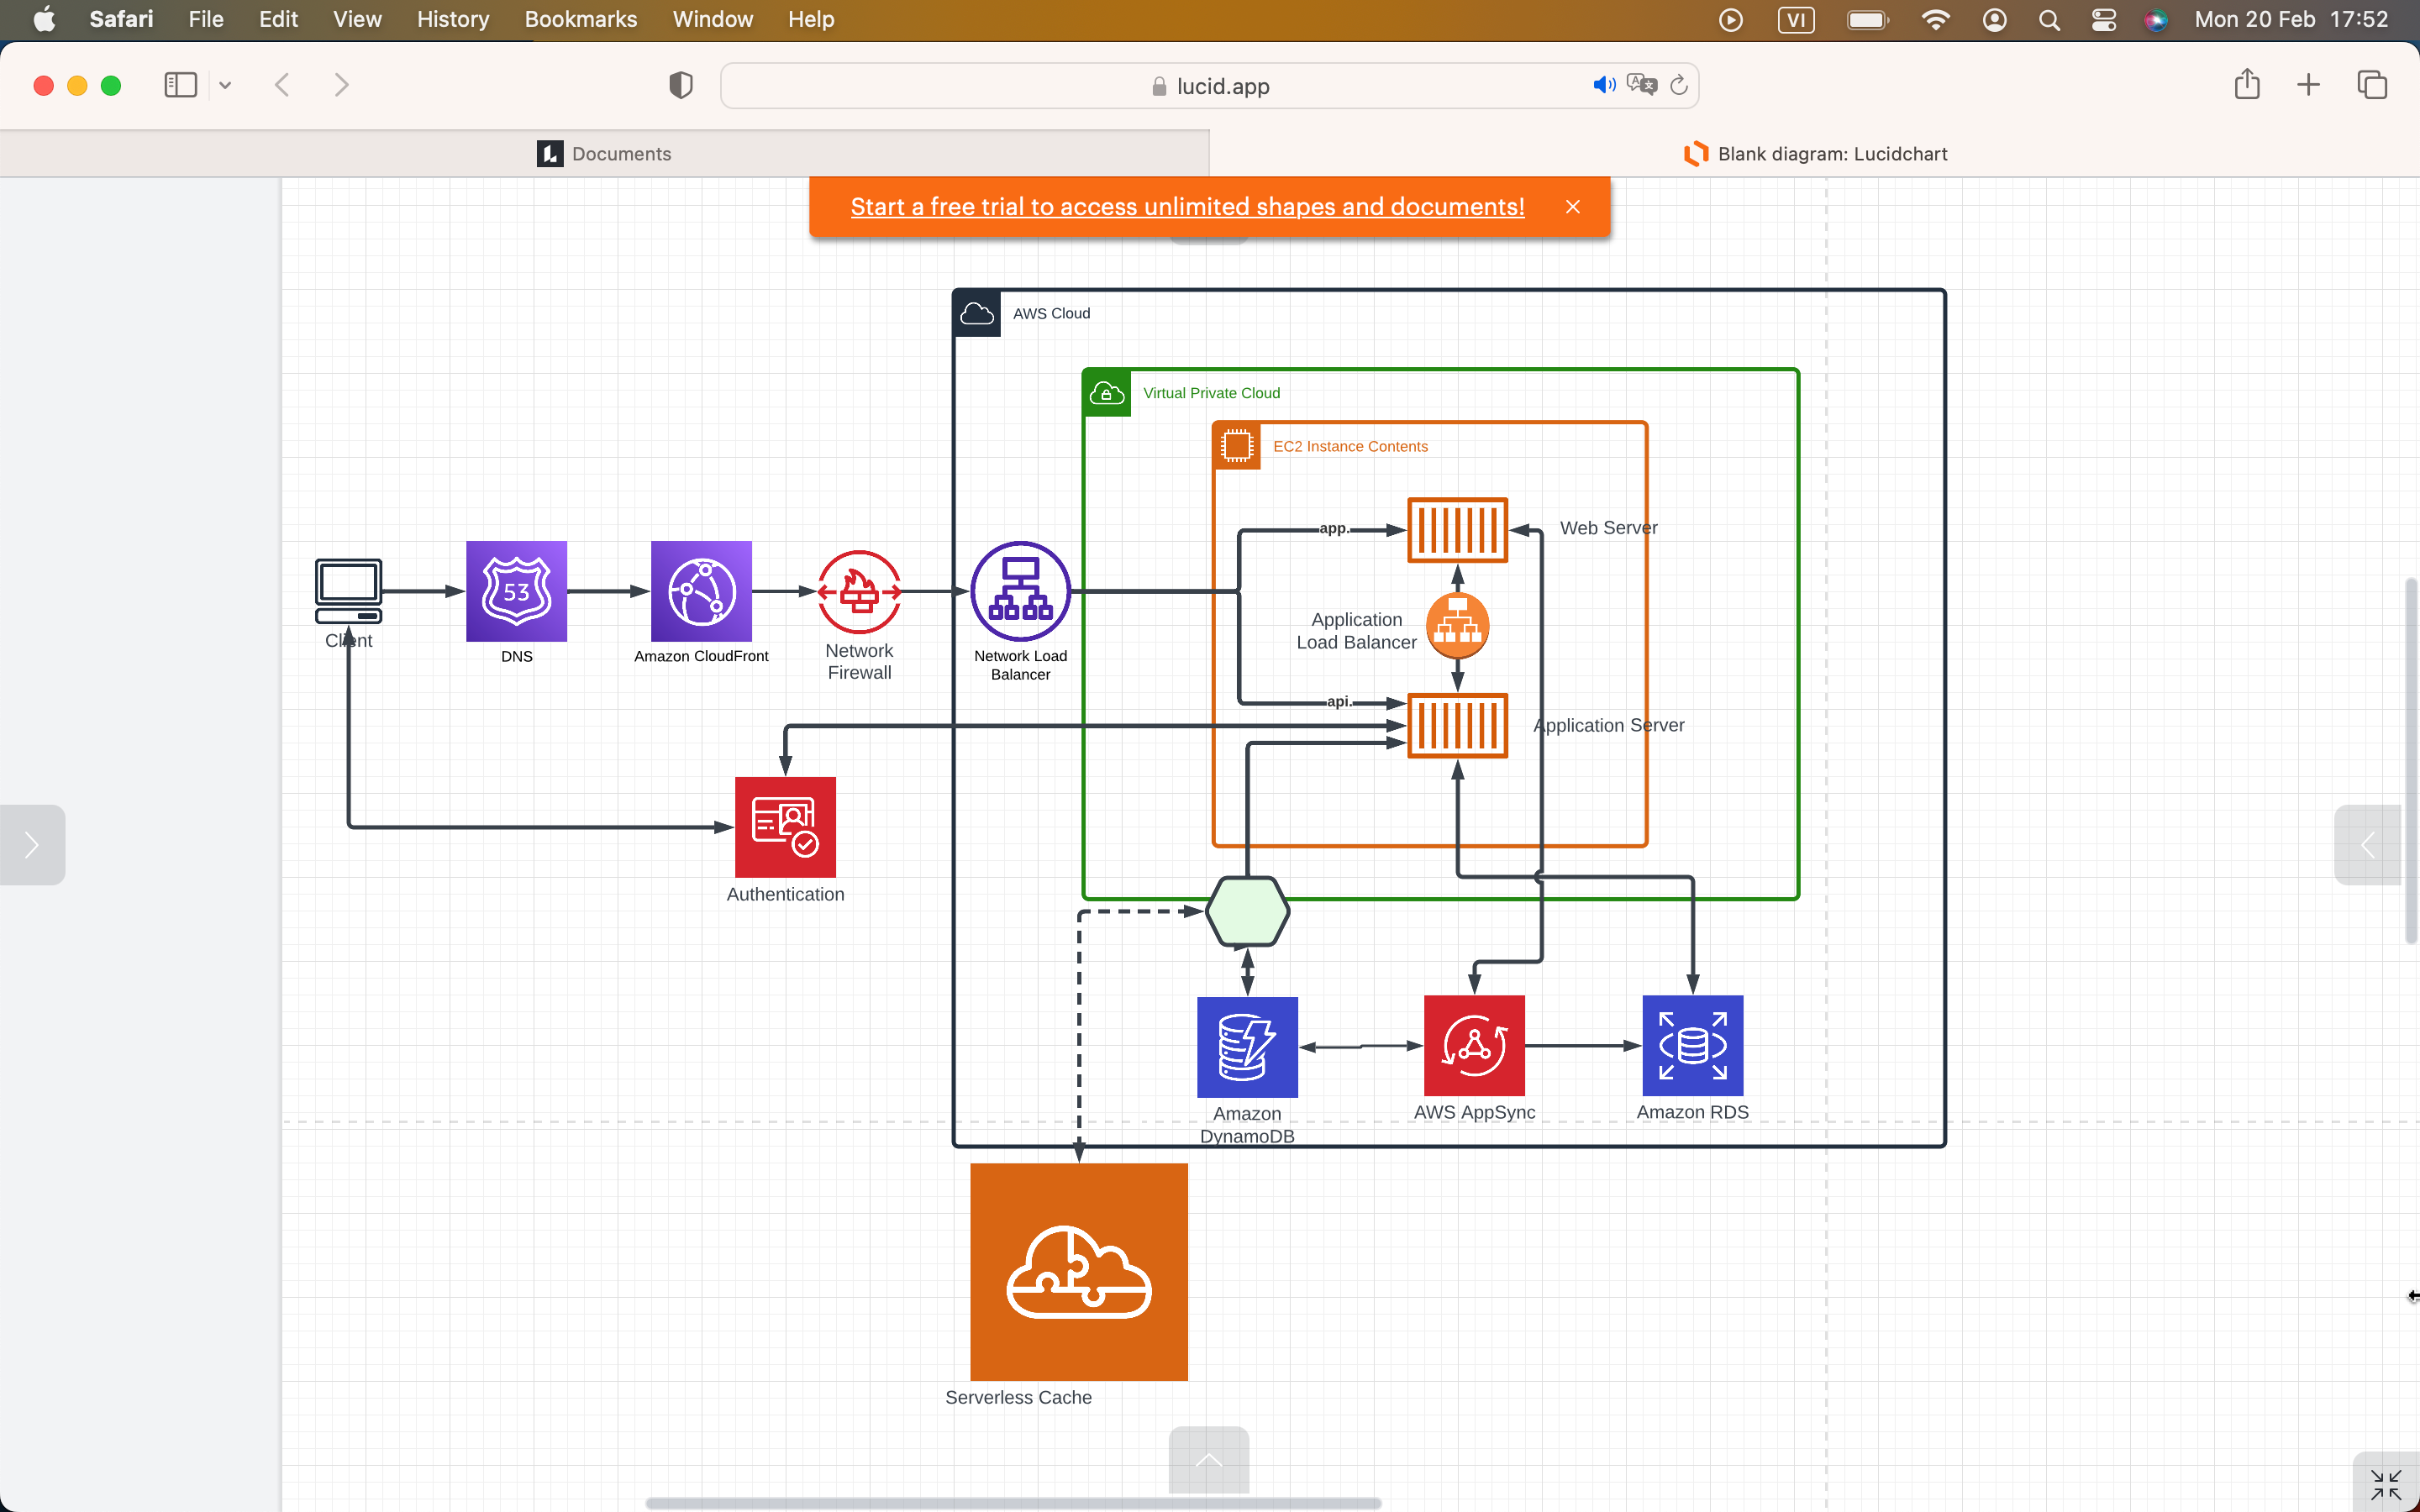 Safari File Edit View History Bookmarks Window Help VI Mon 20 Feb 17:52
lucid.app
Documents
Blank diagram: Lucidchart
Start a free trial to access unlimited shapes and documents!
AWS Cloud
Virtual Private Cloud
EC2 Instance Contents
app.
Web Server
53
Application
Load Balancer
Client
DNS
Amazon CloudFront
Network
Firewall
Network Load
Balancer
api.
Application Server
Authentication
Amazon
DynamoDB
AWS AppSync
Amazon RDS
Serverless Cache